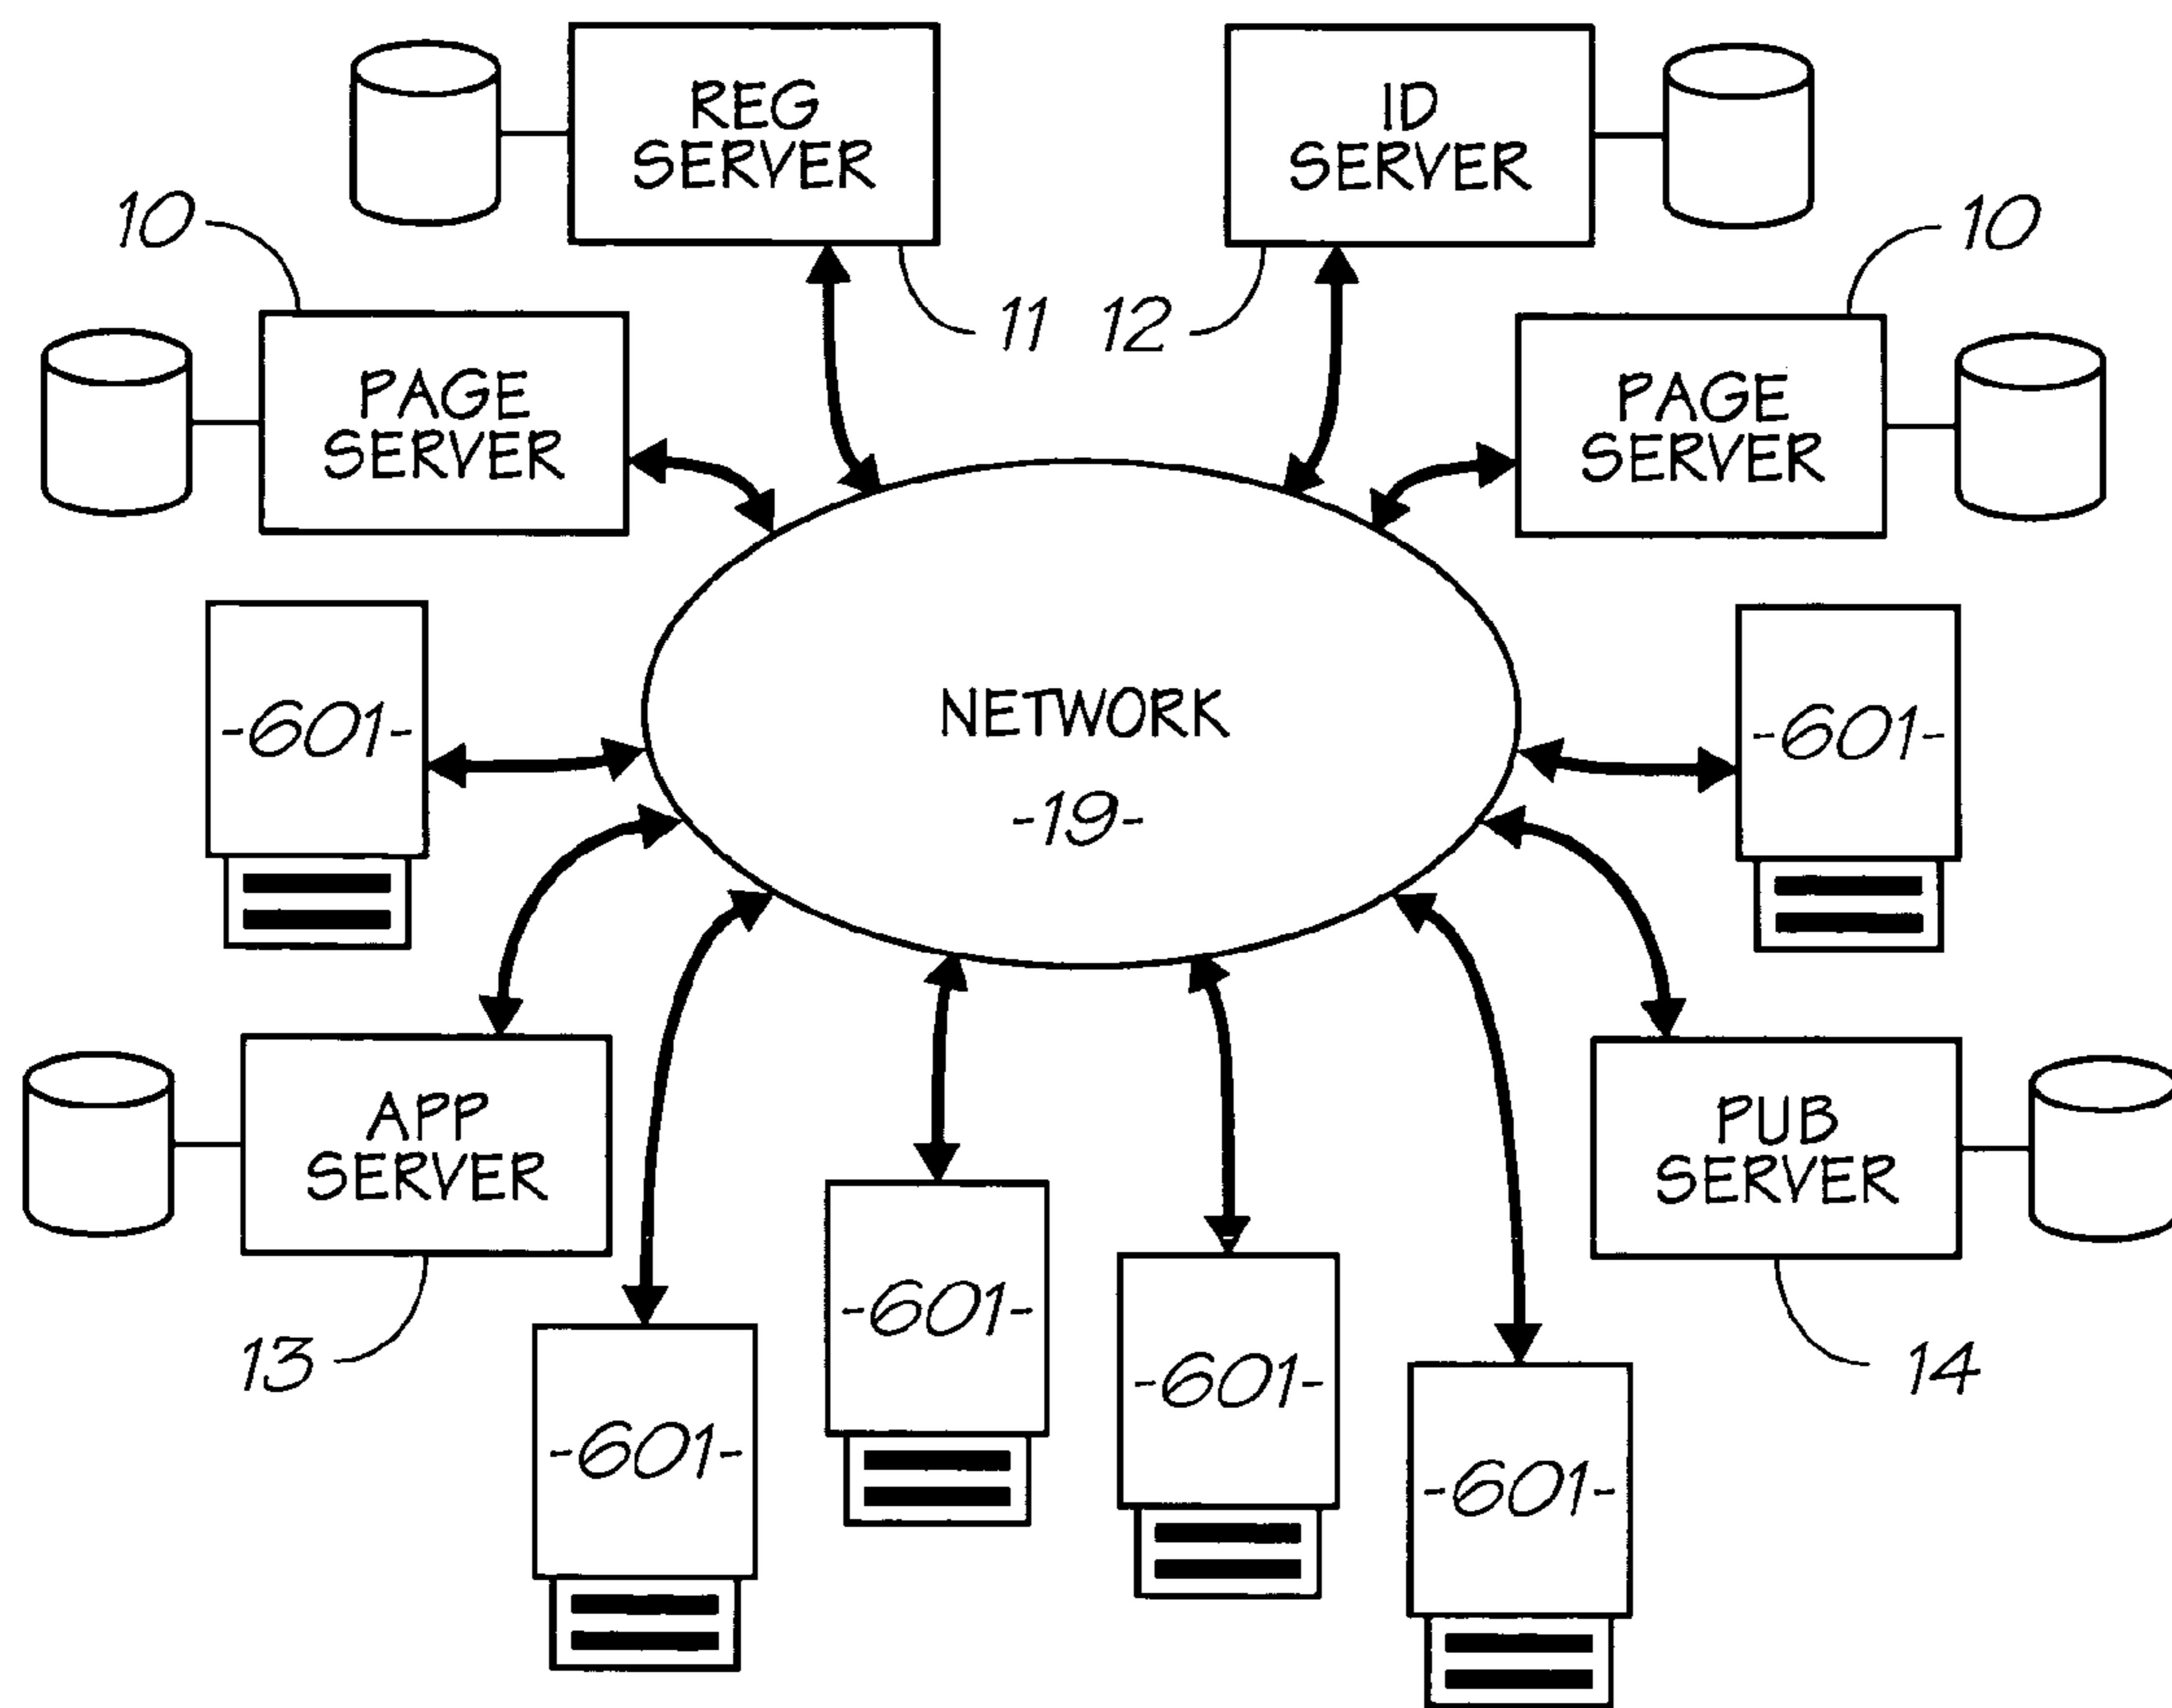 REG
SERVER
ID
SERVER
10
10
11
12
PAGE
SERVER
PAGE
SERVER
NETWORK
-19-
-601-
-601-
APP
SERVER
PUB
SERVER
13
14
-601-
-601-
-601-
-601-